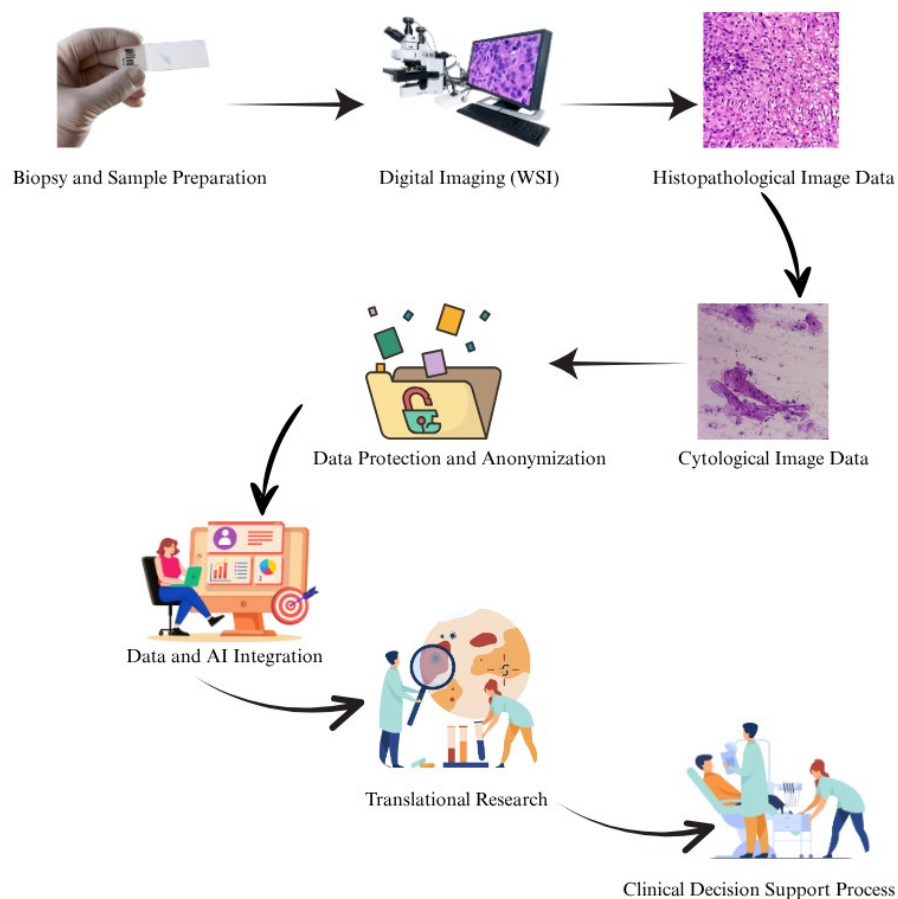 Biopsy and Sample Preparation
Digital Imaging (WSI)
Histopathological Image Data
Cytological Image Data
Data Protection and Anonymization
Data and AI Integration
Translational Research
Clinical Decision Support Process